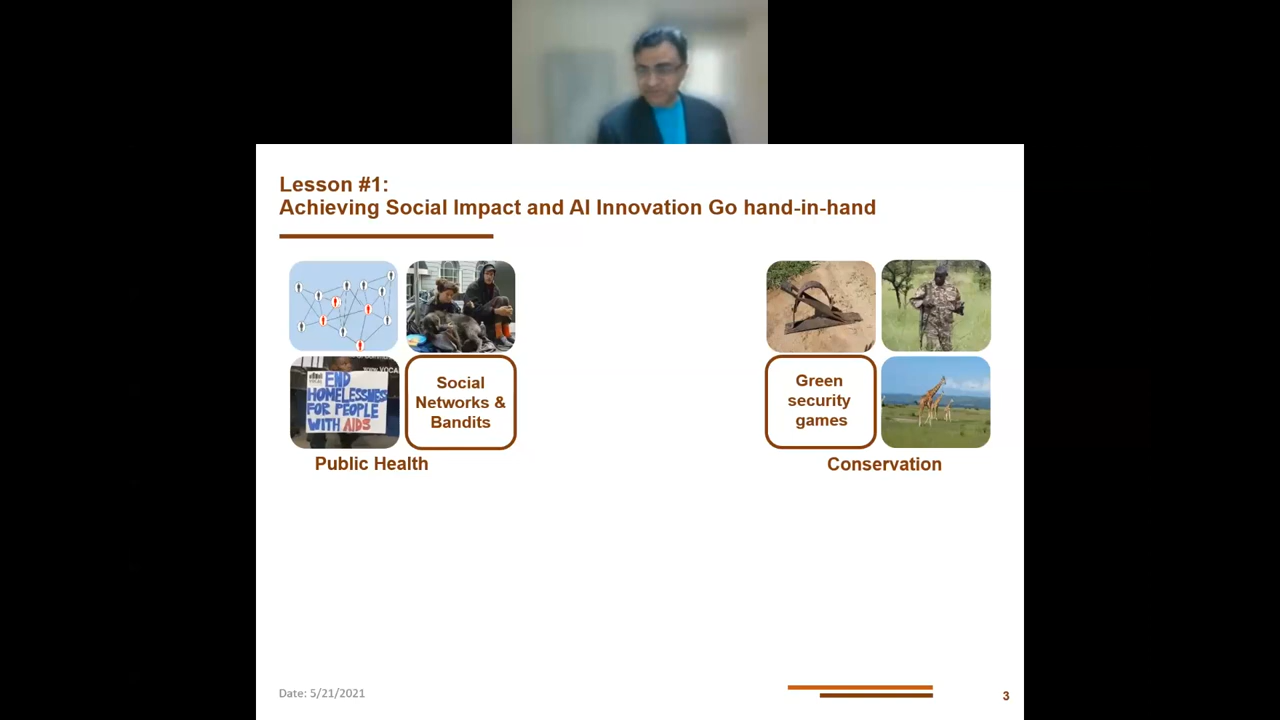 Lesson #1:
Achieving Social Impact and AI Innovation Go hand-in-hand
END
HOMELESSNESS
FOR PEOPLE
WITH AIDS
Social
Networks &
Bandits
Public Health
Green
security
games
Conservation
Date: 5/21/2021
3